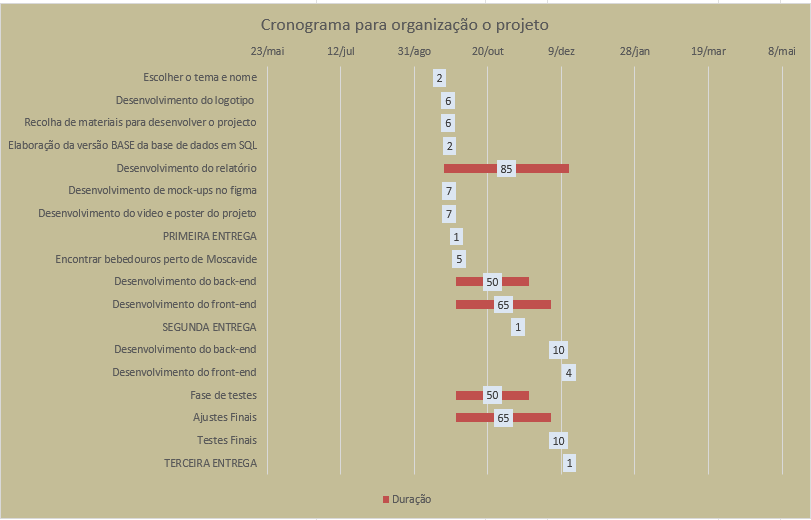 Cronograma para organização o projeto
23/mai 12/jul 31/ago 20/out 9/dez 28/jan 19/mar 8/mai
Escolher o tema e nome 2
Desenvolvimento do logotipo 6
Recolha de materiais para desenvolver o projecto 6
Elaboração da versão BASE da base de dados em SQL 2
Desenvolvimento do relatório 85
Desenvolvimento de mock-ups no figma 7
Desenvolvimento do video e poster do projeto 7
PRIMEIRA ENTREGA 1
Encontrar bebedouros perto de Moscavide 5
Desenvolvimento do back-end 50
Desenvolvimento do front-end 65
SEGUNDA ENTREGA 1
Desenvolvimento do back-end 10
Desenvolvimento do front-end 4
Fase de testes 50
Ajustes Finais 65
Testes Finais 10
TERCEIRA ENTREGA 1
Duração